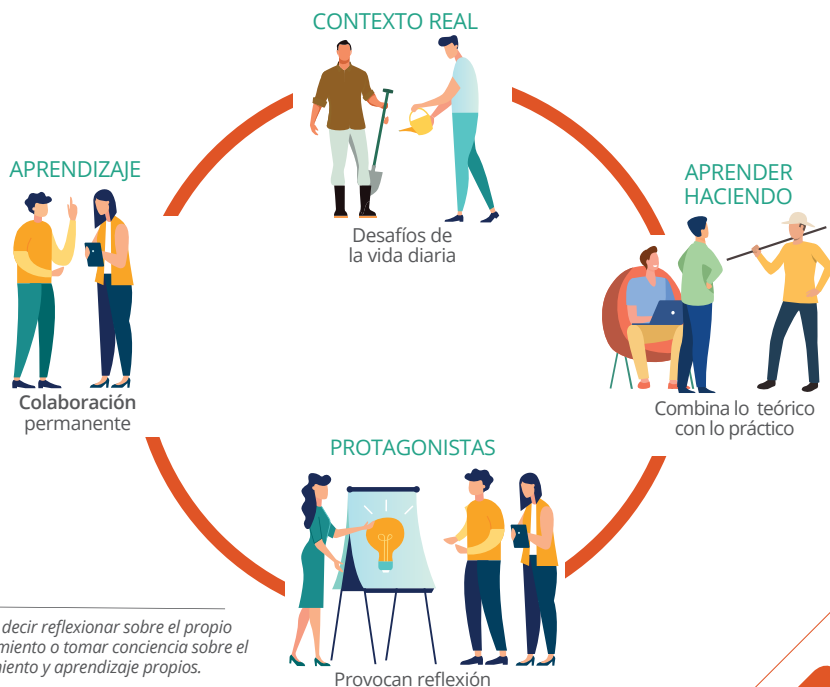 CONTEXTO REAL
Desafíos de
la vida diaria
APRENDIZAJE
Colaboración
permanente
APRENDER
HACIENDO
Combina lo teórico
con lo práctico
PROTAGONISTAS
Provocan reflexión
decir reflexionar sobre el propio
miento o tomar conciencia sobre el
miento y aprendizaje propios.